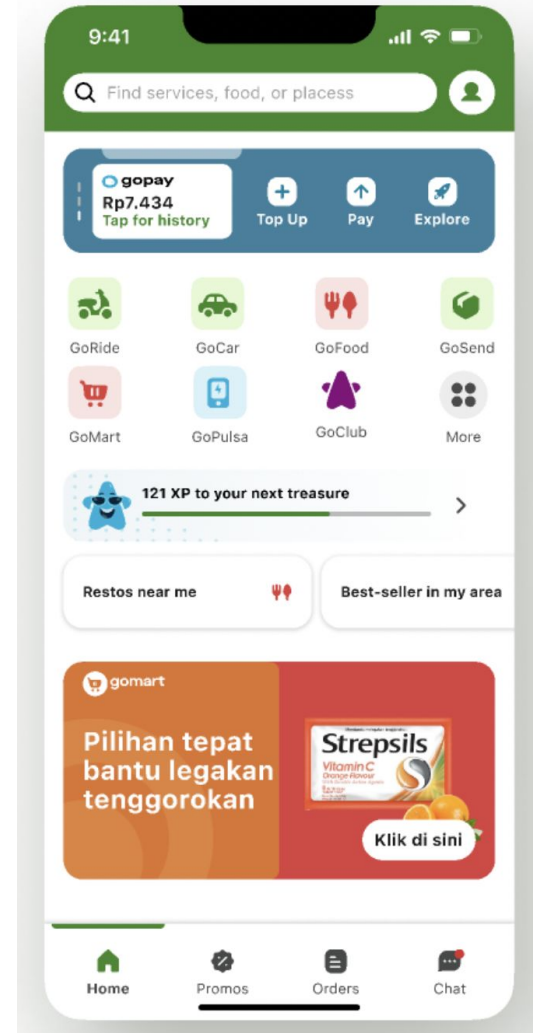 9:41
Find services, food, or placess
gopay
Rp7.434
Tap for history
Top Up
Pay
Explore
GoRide
GoCar
GoFood
GoSend
GoMart
GoPulsa
GoClub
More
121 XP to your next treasure
Restos near me
Best-seller in my area
gomart
Pilihan tepat
bantu legakan
tenggorokan
Strepsils
Vitamin C
Orange Flavour
Klik di sini
Home
Promos
Orders
Chat